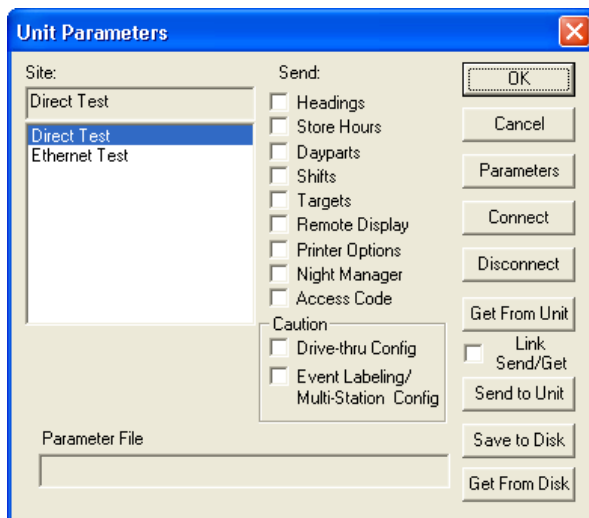 Unit Parameters
Site:
Direct Test
Direct Test
Ethernet Test
Send:
Headings
Store Hours
Dayparts
Shifts
Targets
Remote Display
Printer Options
Night Manager
Access Code
Caution
Drive-thru Config
Event Labeling/
Multi-Station Config
OK
Cancel
Parameters
Connect
Disconnect
Get From Unit
Link
Send/Get
Send to Unit
Save to Disk
Get From Disk
Parameter File